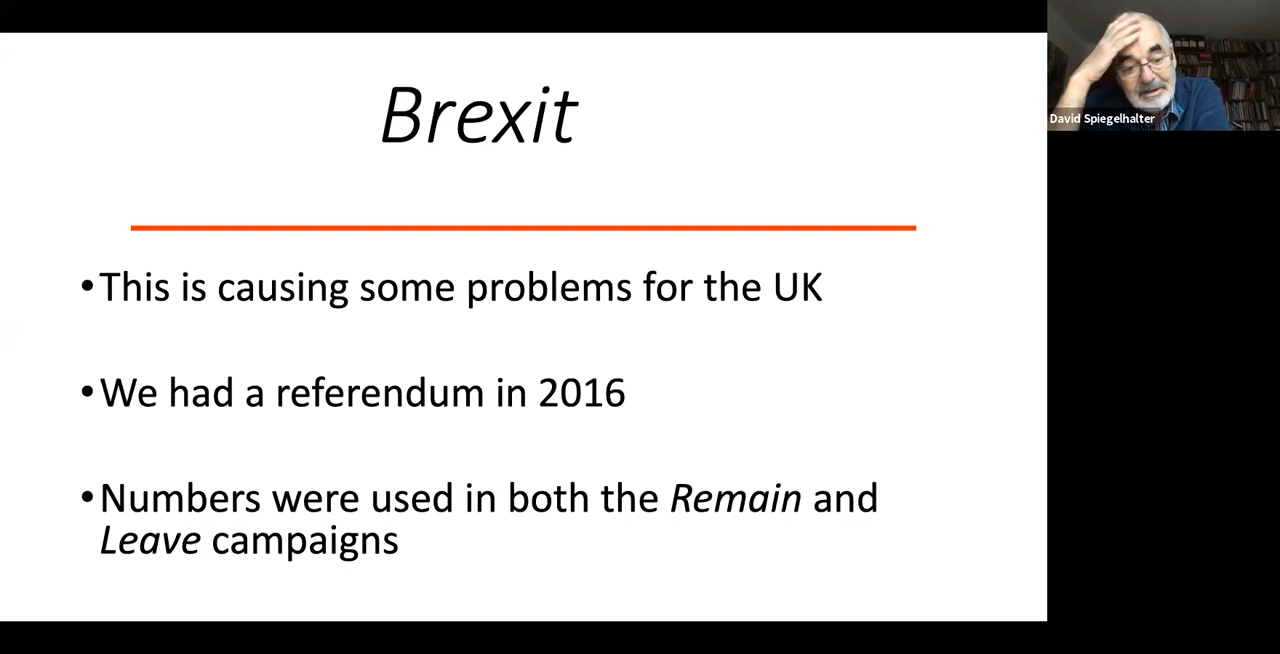 Brexit
David Spiegelhalter
•This is causing some problems for the UK
•We had a referendum in 2016
•Numbers were used in both the Remain and
Leave campaigns